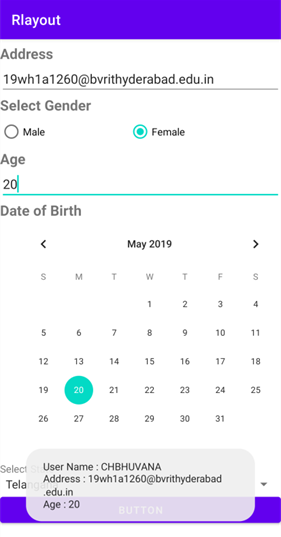 Rlayout
Address
19wh1a1260@bvrithyderabad.edu.in
Select Gender
Male Female
Age
20
Date of Birth
May 2019
S M T W T F S
1 2 3 4
5 6 7 8 9 10 11
12 13 14 15 16 17 18
19 20 21 22 23 24 25
26 27 28 29 30 31
User Name : CHBHUVANA
Select
Address : 19wh1a1260@bvrithyderabad
.edu.in
Age : 20
BUTTON